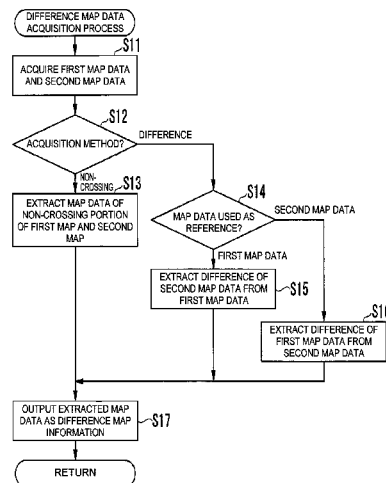 DIFFERENCE MAP DATA
ACQUISITION PROCESS
S11
ACQUIRE FIRST MAP DATA
AND SECOND MAP DATA
S12
ACQUISITION METHOD?
DIFFERENCE
NON-
CROSSING
S13
EXTRACT MAP DATA OF
NON-CROSSING PORTION
OF FIRST MAP AND SECOND
MAP
S14
MAP DATA USED AS
REFERENCE?
SECOND MAP DATA
FIRST MAP DATA
S15
EXTRACT DIFFERENCE OF
SECOND MAP DATA FROM
FIRST MAP DATA
S16
EXTRACT DIFFERENCE OF
FIRST MAP DATA FROM
SECOND MAP DATA
OUTPUT EXTRACTED MAP
DATA AS DIFFERENCE MAP
INFORMATION
S17
RETURN